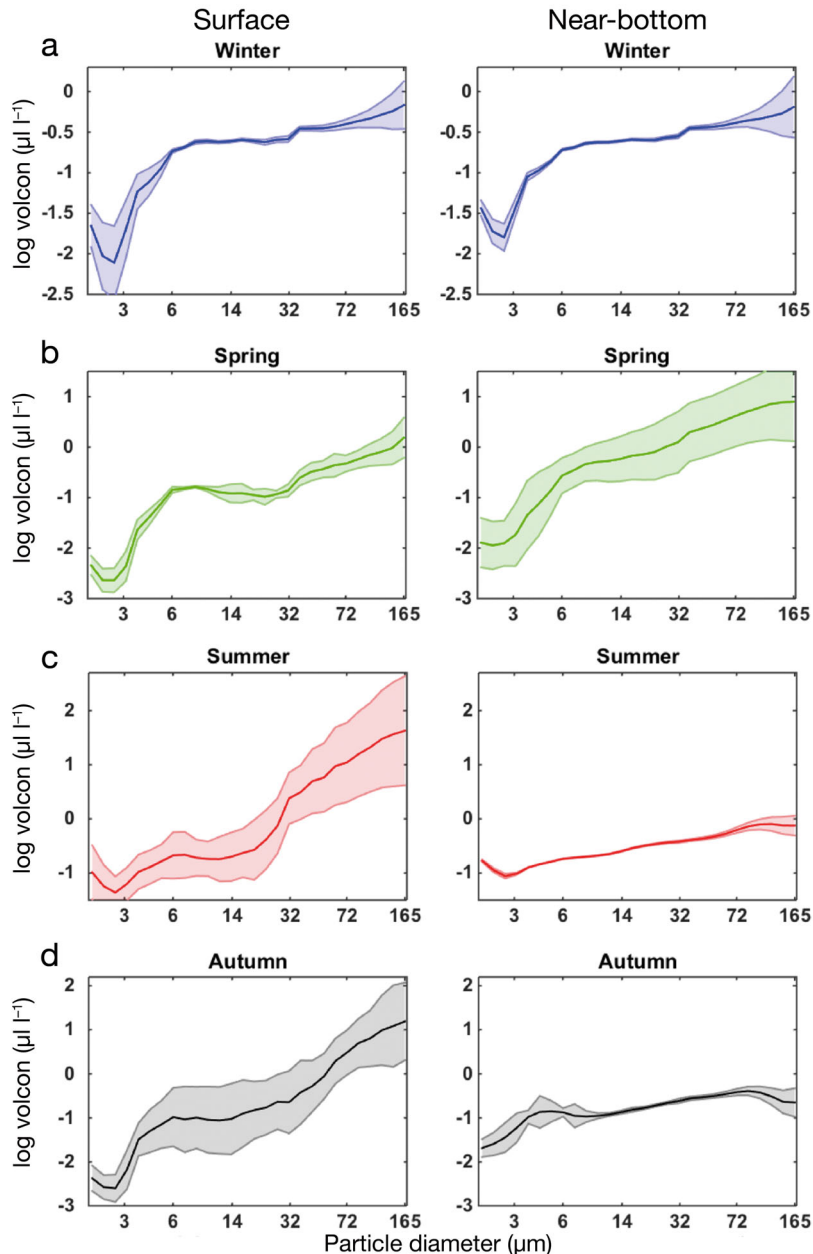 Surface Near-bottom
a Winter Winter
0 0
-0.5 -0.5
-1 -1
-1.5 -1.5
-2 -2
-2.5 -2.5
log volcon (µl l⁻¹)
3 6 14 32 72 165 3 6 14 32 72 165
b Spring Spring
1 1
0 0
-1 -1
-2 -2
-3 -3
log volcon (µl l⁻¹)
3 6 14 32 72 165 3 6 14 32 72 165
c Summer Summer
2 2
1 1
0 0
-1 -1
log volcon (µl l⁻¹)
3 6 14 32 72 165 3 6 14 32 72 165
d Autumn Autumn
2 2
1 1
0 0
-1 -1
-2 -2
-3 -3
log volcon (µl l⁻¹)
3 6 14 32 72 165 3 6 14 32 72 165
Particle diameter (µm)